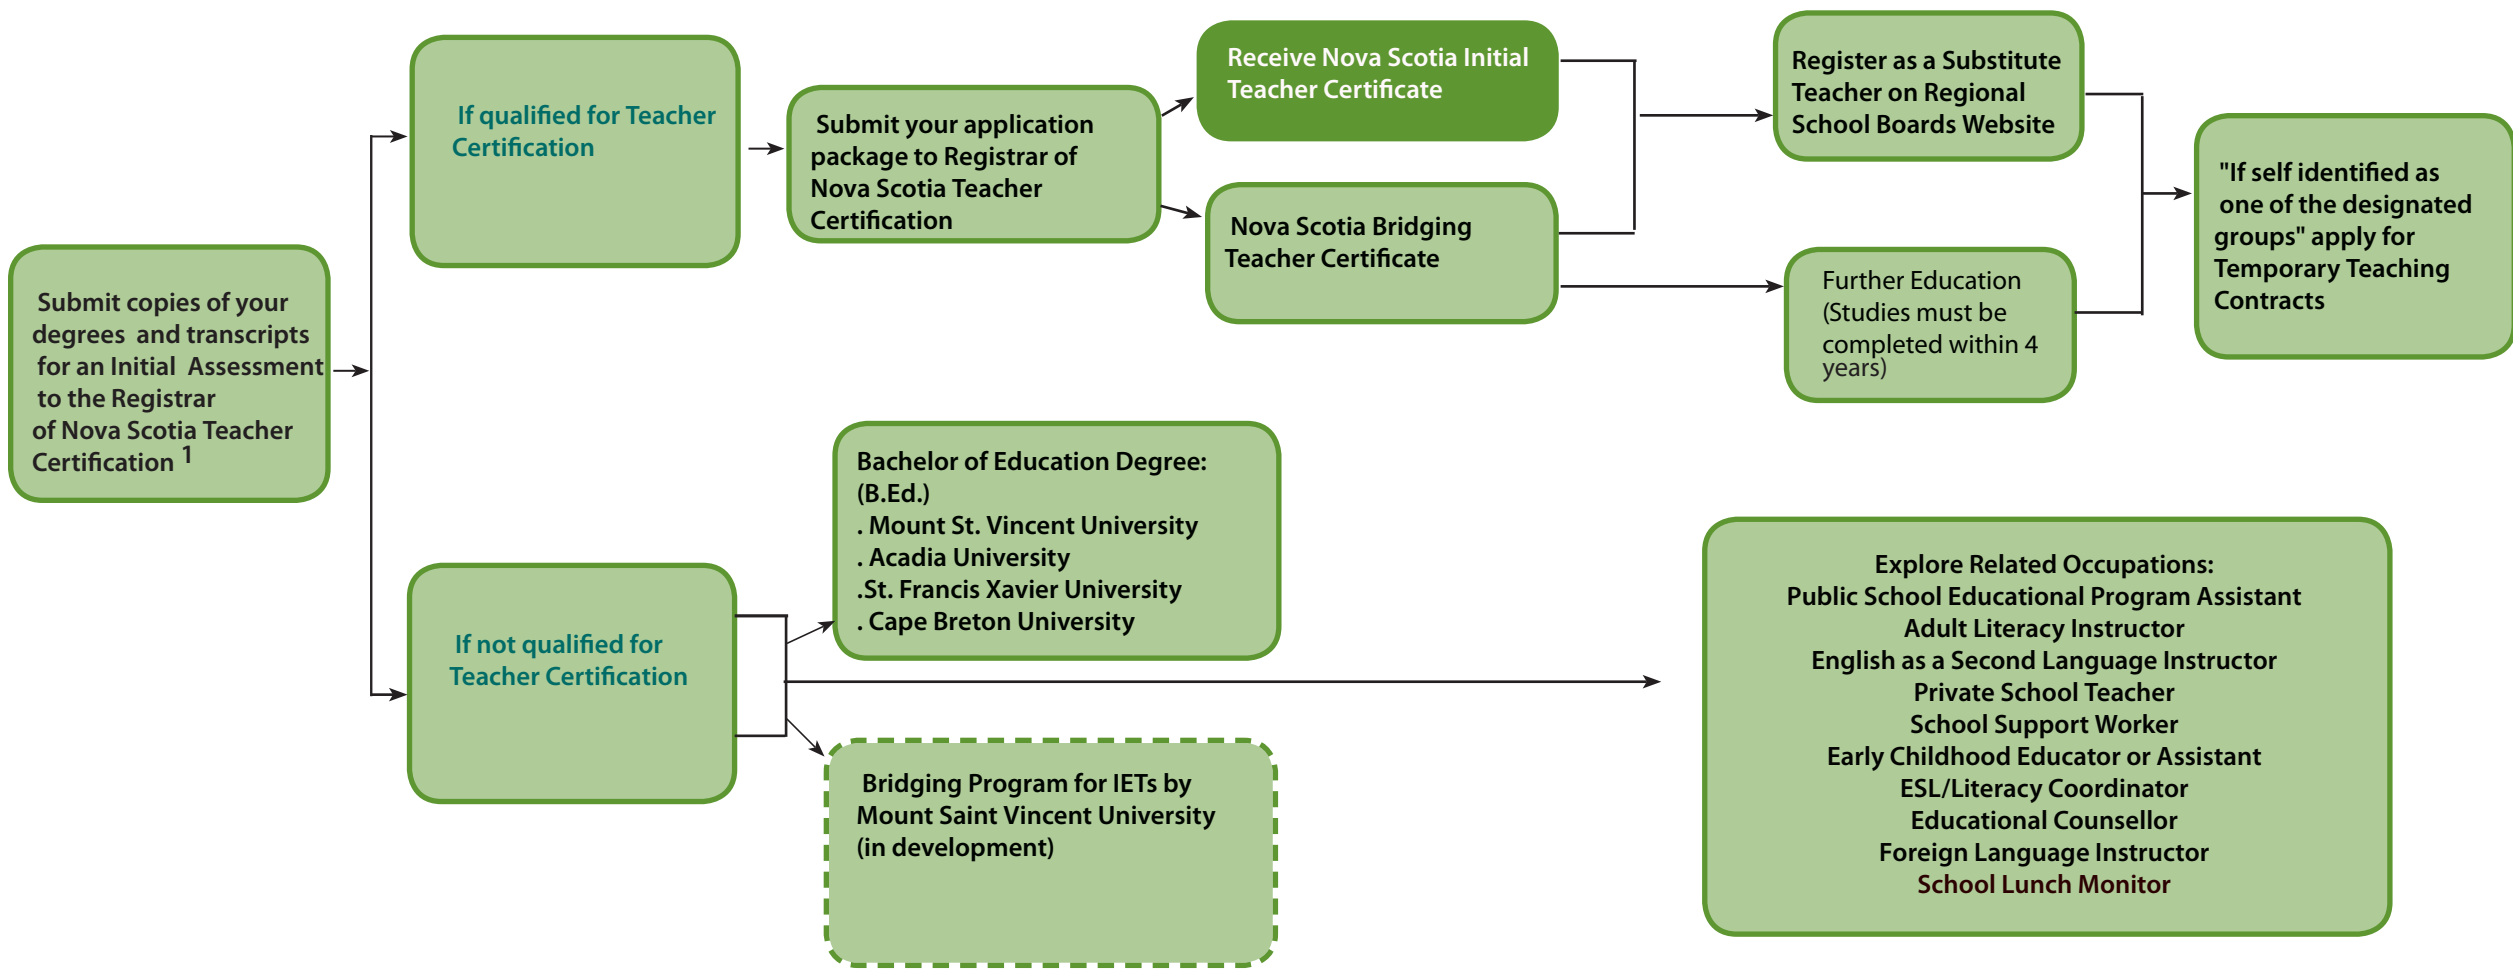 Submit copies of your
degrees and transcripts
for an Initial Assessment
to the Registrar
of Nova Scotia Teacher
Certification 1
If qualified for Teacher
Certification
Submit your application
package to Registrar of
Nova Scotia Teacher
Certification
Receive Nova Scotia Initial
Teacher Certificate
Nova Scotia Bridging
Teacher Certificate
Register as a Substitute
Teacher on Regional
School Boards Website
Further Education
(Studies must be
completed within 4
years)
"If self identified as
one of the designated
groups" apply for
Temporary Teaching
Contracts
If not qualified for
Teacher Certification
Bachelor of Education Degree:
(B.Ed.)
. Mount St. Vincent University
. Acadia University
.St. Francis Xavier University
. Cape Breton University
Bridging Program for IETs by
Mount Saint Vincent University
(in development)
Explore Related Occupations:
Public School Educational Program Assistant
Adult Literacy Instructor
English as a Second Language Instructor
Private School Teacher
School Support Worker
Early Childhood Educator or Assistant
ESL/Literacy Coordinator
Educational Counsellor
Foreign Language Instructor
School Lunch Monitor